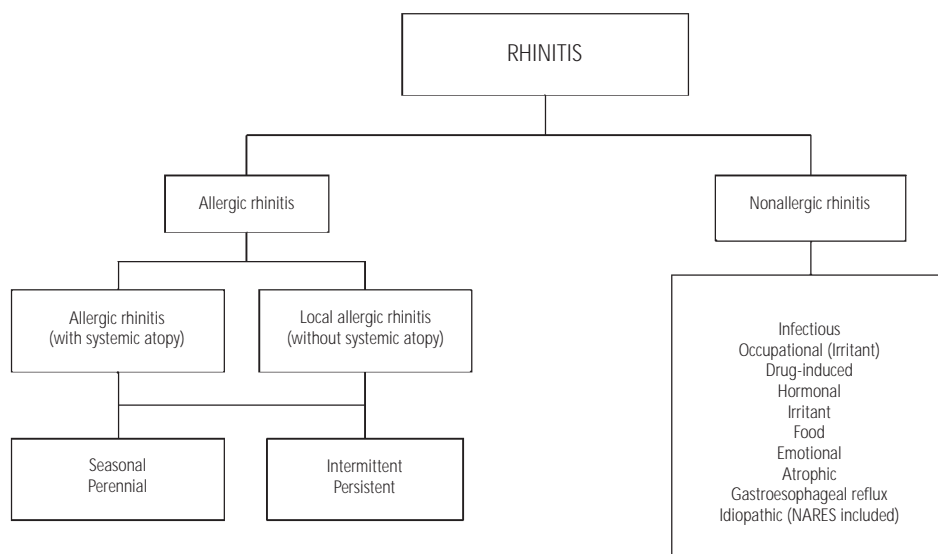 RHINITIS
Allergic rhinitis
Nonallergic rhinitis
Allergic rhinitis
(with systemic atopy)
Local allergic rhinitis
(without systemic atopy)
Infectious
Occupational (Irritant)
Drug-induced
Hormonal
Irritant
Food
Emotional
Atrophic
Gastroesophageal reflux
Idiopathic (NARES included)
Seasonal
Perennial
Intermittent
Persistent